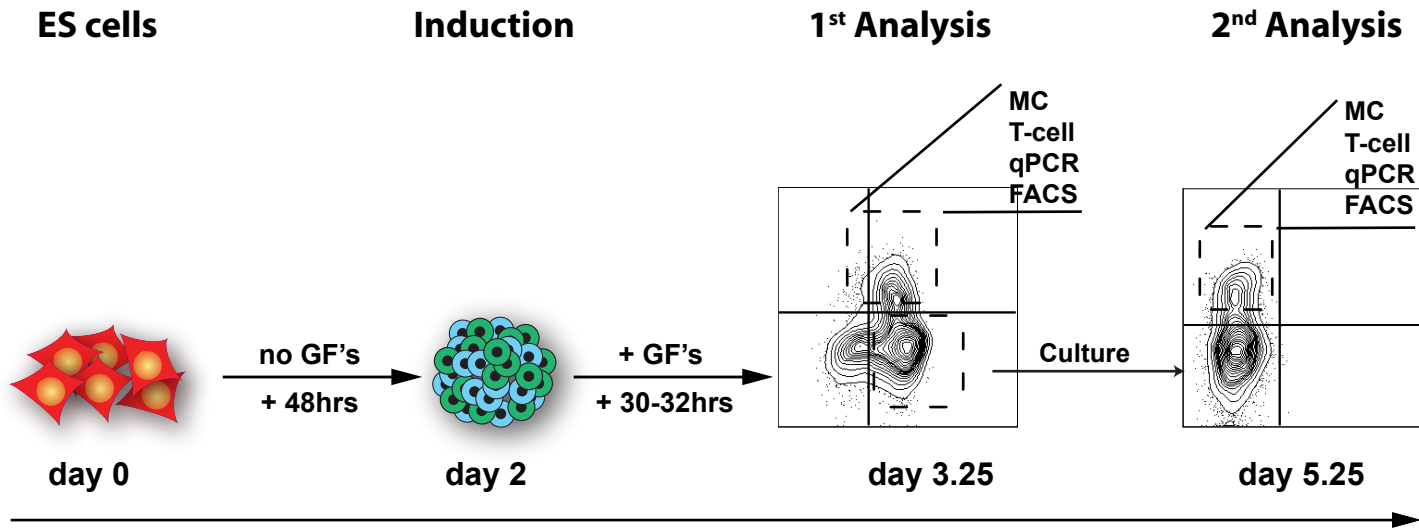 ES cells
Induction
1st Analysis
2nd Analysis
MC
T-cell
qPCR
FACS
MC
T-cell
qPCR
FACS
no GF's
+ 48hrs
+ GF's
+ 30-32hrs
Culture
day 0
day 2
day 3.25
day 5.25